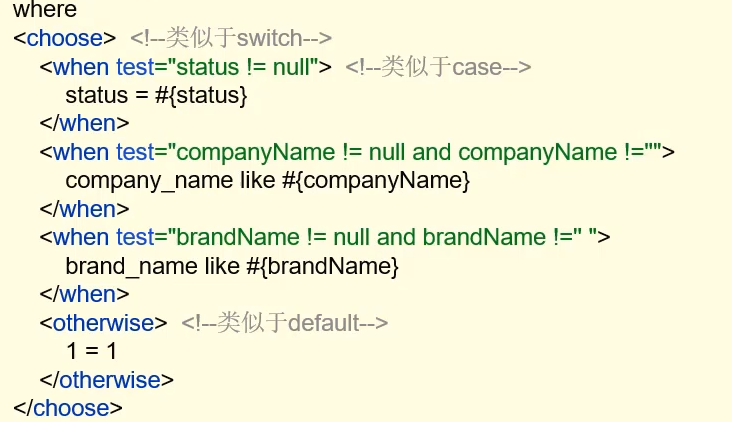 where
<choose> <!--类似于switch-->
<when test="status != null"> <!--类似于case-->
status = #{status}
</when>
<when test="companyName != null and companyName !=''">
company_name like #{companyName}
</when>
<when test="brandName != null and brandName !='' ">
brand_name like #{brandName}
</when>
<otherwise> <!--类似于default-->
1 = 1
</otherwise>
</choose>